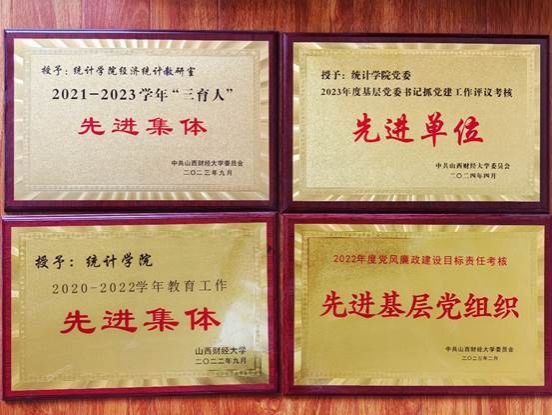 授予：统计学院经济统计教研室
2021-2023学年“三育人”
先进集体
中共山西财经大学委员会
二〇二三年九月
授予：统计学院党委
2023年度基层党委书记抓党建工作评议考核
先进单位
中共山西财经大学委员会
二〇二四年四月
授予：统计学院
2020-2022学年教育工作
先进集体
山西财经大学
二〇二二年九月
2022年度党风廉政建设目标责任考核
先进基层党组织
中共山西财经大学委员会
二〇二三年二月